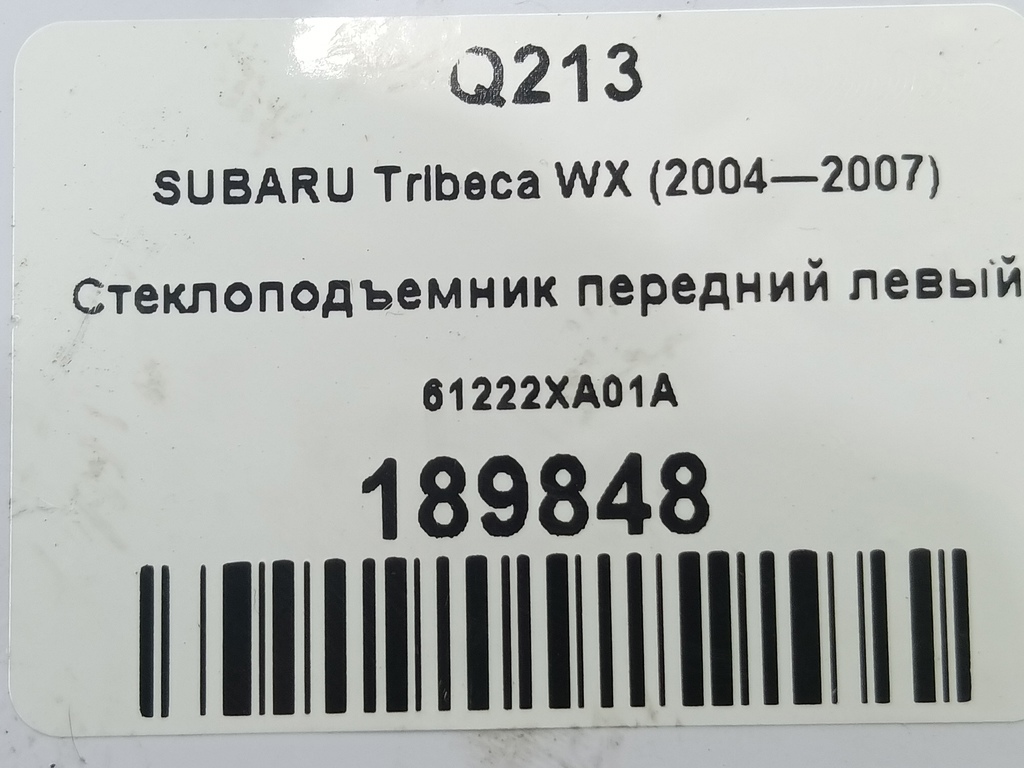 Q213
SUBARU Tribeca WX (2004—2007)
Стеклоподъемник передний левый
61222XA01A
189848